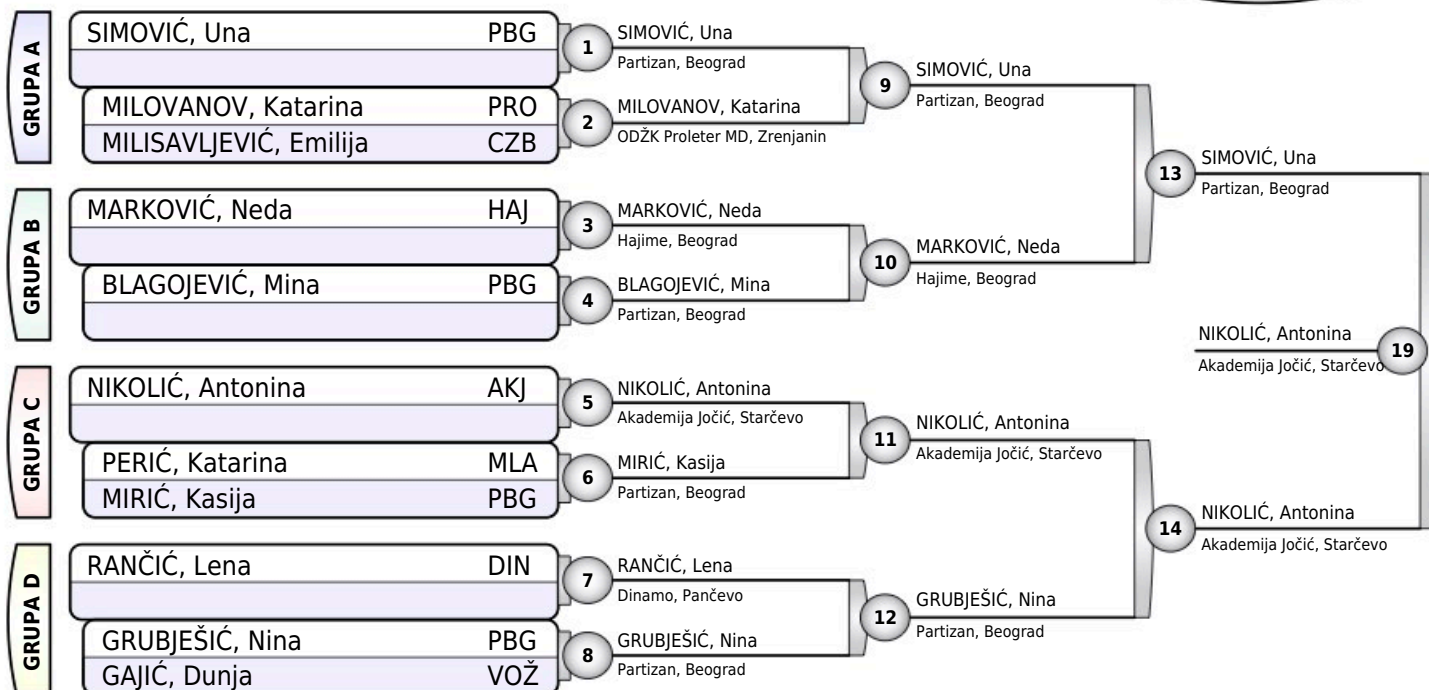 GRUPA A
SIMOVIĆ, Una PBG
MILOVANOV, Katarina PRO
MILISAVLJEVIĆ, Emilija CZB
GRUPA B
MARKOVIĆ, Neda HAJ
BLAGOJEVIĆ, Mina PBG
GRUPA C
NIKOLIĆ, Antonina AKJ
PERIĆ, Katarina MLA
MIRIĆ, Kasija PBG
GRUPA D
RANČIĆ, Lena DIN
GRUBJEŠIĆ, Nina PBG
GAJIĆ, Dunja VOŽ
1
SIMOVIĆ, Una
Partizan, Beograd
2
MILOVANOV, Katarina
ODŽK Proleter MD, Zrenjanin
3
MARKOVIĆ, Neda
Hajime, Beograd
4
BLAGOJEVIĆ, Mina
Partizan, Beograd
5
NIKOLIĆ, Antonina
Akademija Jočić, Starčevo
6
MIRIĆ, Kasija
Partizan, Beograd
7
RANČIĆ, Lena
Dinamo, Pančevo
8
GRUBJEŠIĆ, Nina
Partizan, Beograd
9
SIMOVIĆ, Una
Partizan, Beograd
10
MARKOVIĆ, Neda
Hajime, Beograd
11
NIKOLIĆ, Antonina
Akademija Jočić, Starčevo
12
GRUBJEŠIĆ, Nina
Partizan, Beograd
13
SIMOVIĆ, Una
Partizan, Beograd
14
NIKOLIĆ, Antonina
Akademija Jočić, Starčevo
NIKOLIĆ, Antonina
Akademija Jočić, Starčevo
19